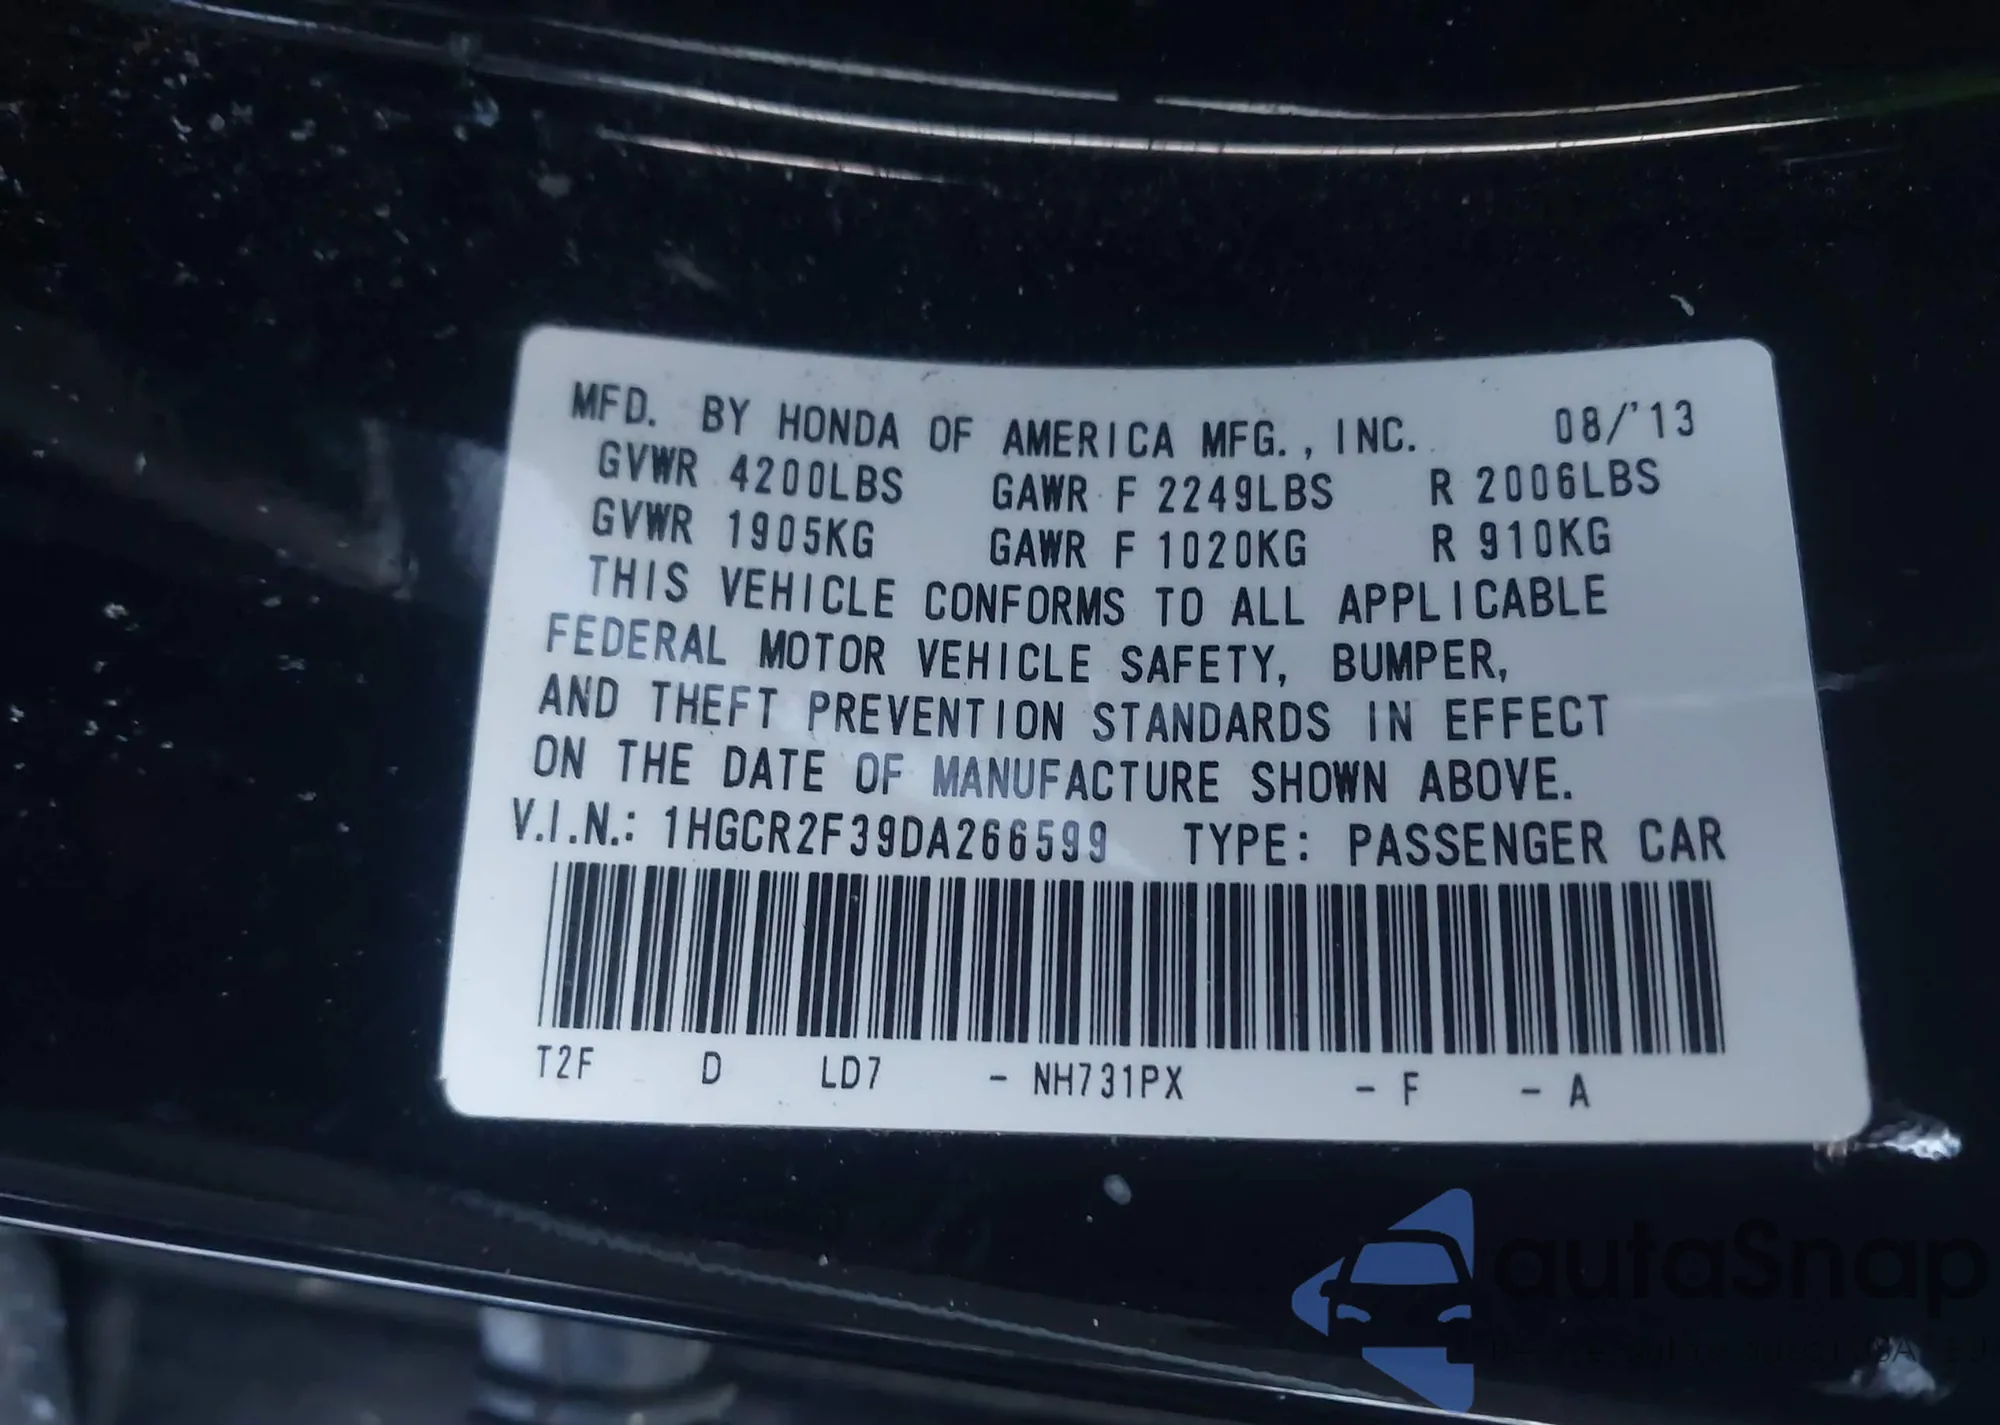 MFD. BY HONDA OF AMERICA MFG., INC. 08/'13
GVWR 4200LBS GAWR F 2249LBS R 2006LBS
GVWR 1905KG GAWR F 1020KG R 910KG
THIS VEHICLE CONFORMS TO ALL APPLICABLE
FEDERAL MOTOR VEHICLE SAFETY, BUMPER,
AND THEFT PREVENTION STANDARDS IN EFFECT
ON THE DATE OF MANUFACTURE SHOWN ABOVE.
V.I.N.: 1HGCR2F39DA266599 TYPE: PASSENGER CAR
T2F D LD7 - NH731PX - F - A
autaSnap